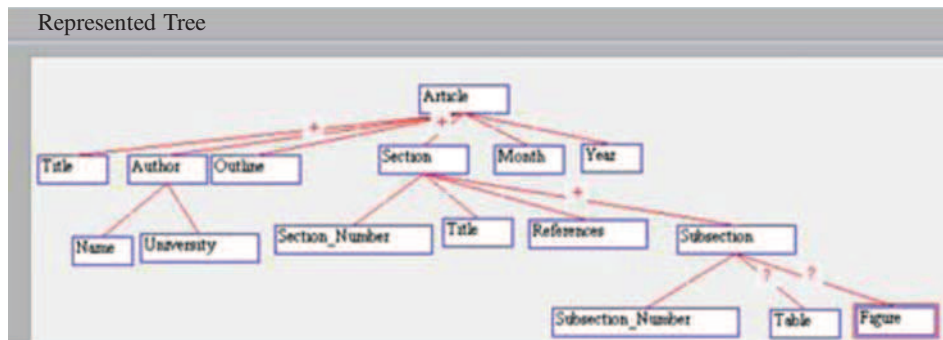 Represented Tree
Article
+ +
Title Author Outline Section Month Year
+
Name University Section_Number Title References Subsection
? ?
Subsection_Number Table Figure